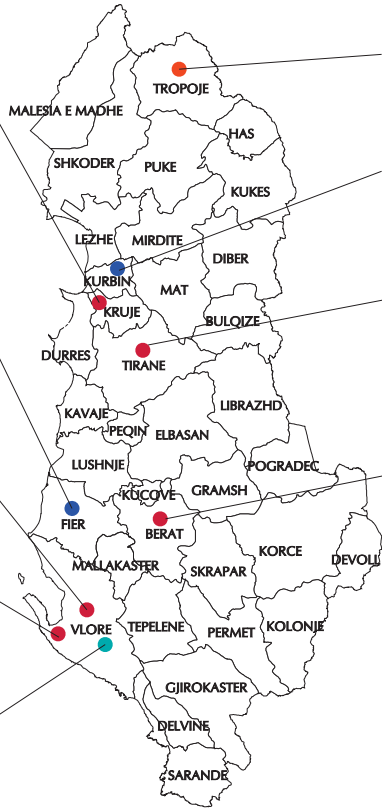 TROPOJE
MALESIA E MADHE
HAS
SHKODER
PUKE
KUKES
LEZHE
MIRDITE
DIBER
KURBIN
MAT
KRUJE
BULQIZE
DURRES
TIRANE
LIBRAZHD
KAVAJE
PEQIN
ELBASAN
LUSHNJE
POGRADEC
GRAMSH
KUCOVE
FIER
BERAT
KORCE
DEVOLL
MALLAKASTER
SKRAPAR
VLORE
TEPELENE
PERMET
KOLONJE
GJIROKASTER
DELVINE
SARANDE